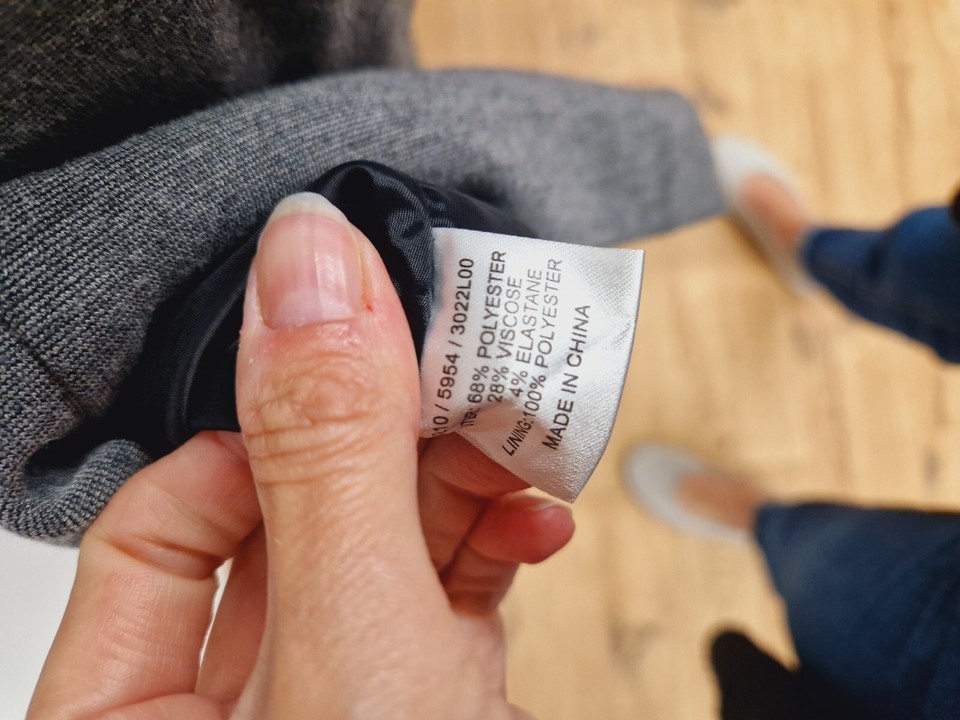 10 / 5954 / 3022L00
68% POLYESTER
28% VISCOSE
4% ELASTANE
LINING:100% POLYESTER
MADE IN CHINA